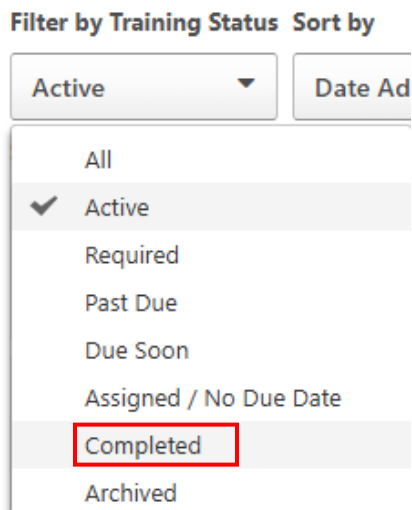 Filter by Training Status Sort by
Active Date Ad
All
Active
Required
Past Due
Due Soon
Assigned / No Due Date
Completed
Archived